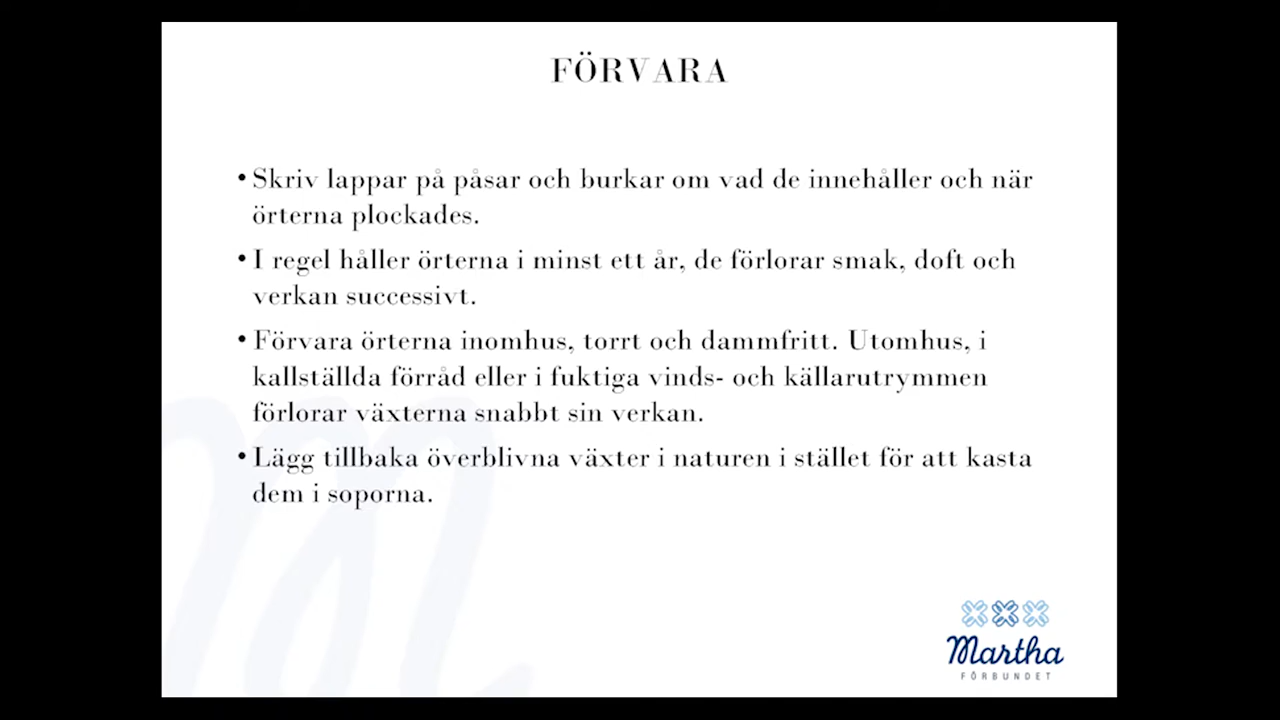 FÖRVARA
• Skriv lappar på påsar och burkar om vad de innehåller och när
örterna plockades.
• I regel håller örterna i minst ett år, de förlorar smak, doft och
verkan successivt.
• Förvara örterna inomhus, torrt och dammfritt. Utomhus, i
kallställda förråd eller i fuktiga vinds- och källarutrymmen
förlorar växterna snabbt sin verkan.
• Lägg tillbaka överblivna växter i naturen i stället för att kasta
dem i soporna.
Martha
FÖRBUNDET